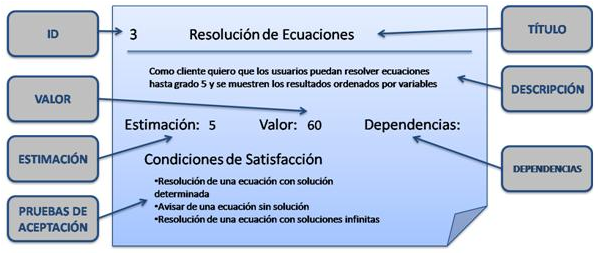 ID
3
Resolución de Ecuaciones
TÍTULO
Como cliente quiero que los usuarios puedan resolver ecuaciones
hasta grado 5 y se muestren los resultados ordenados por variables
VALOR
DESCRIPCIÓN
Estimación: 5
Valor: 60
Dependencias:
ESTIMACIÓN
Condiciones de Satisfacción
DEPENDENCIAS
•Resolución de una ecuación con solución
determinada
•Avisar de una ecuación sin solución
•Resolución de una ecuación con soluciones infinitas
PRUEBAS DE
ACEPTACIÓN